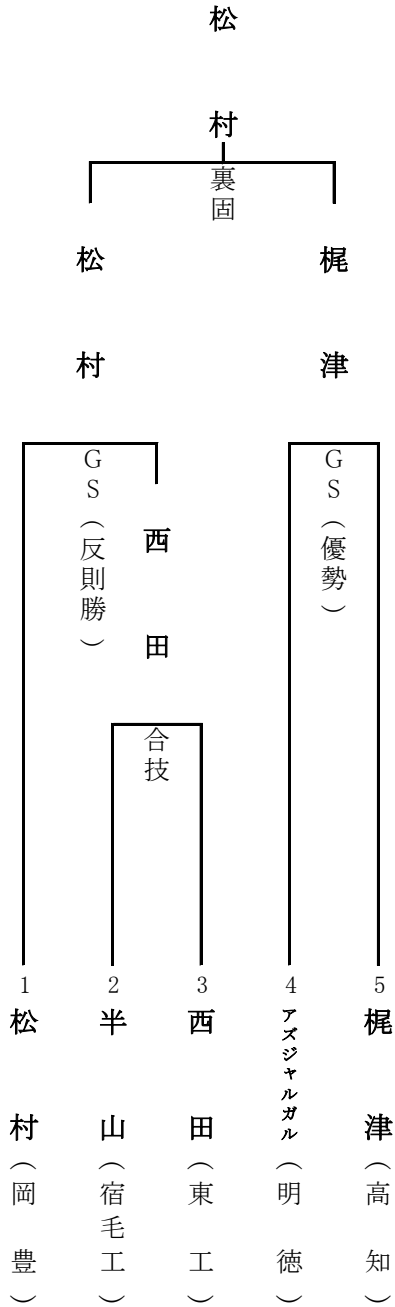 松村
裏固
松村
梶津
GS（反則勝）
GS（優勢）
西田
合技
1 松村（岡豊）
2 半山（宿毛工）
3 西田（東工）
4 アズジャルガル（明徳）
5 梶津（高知）